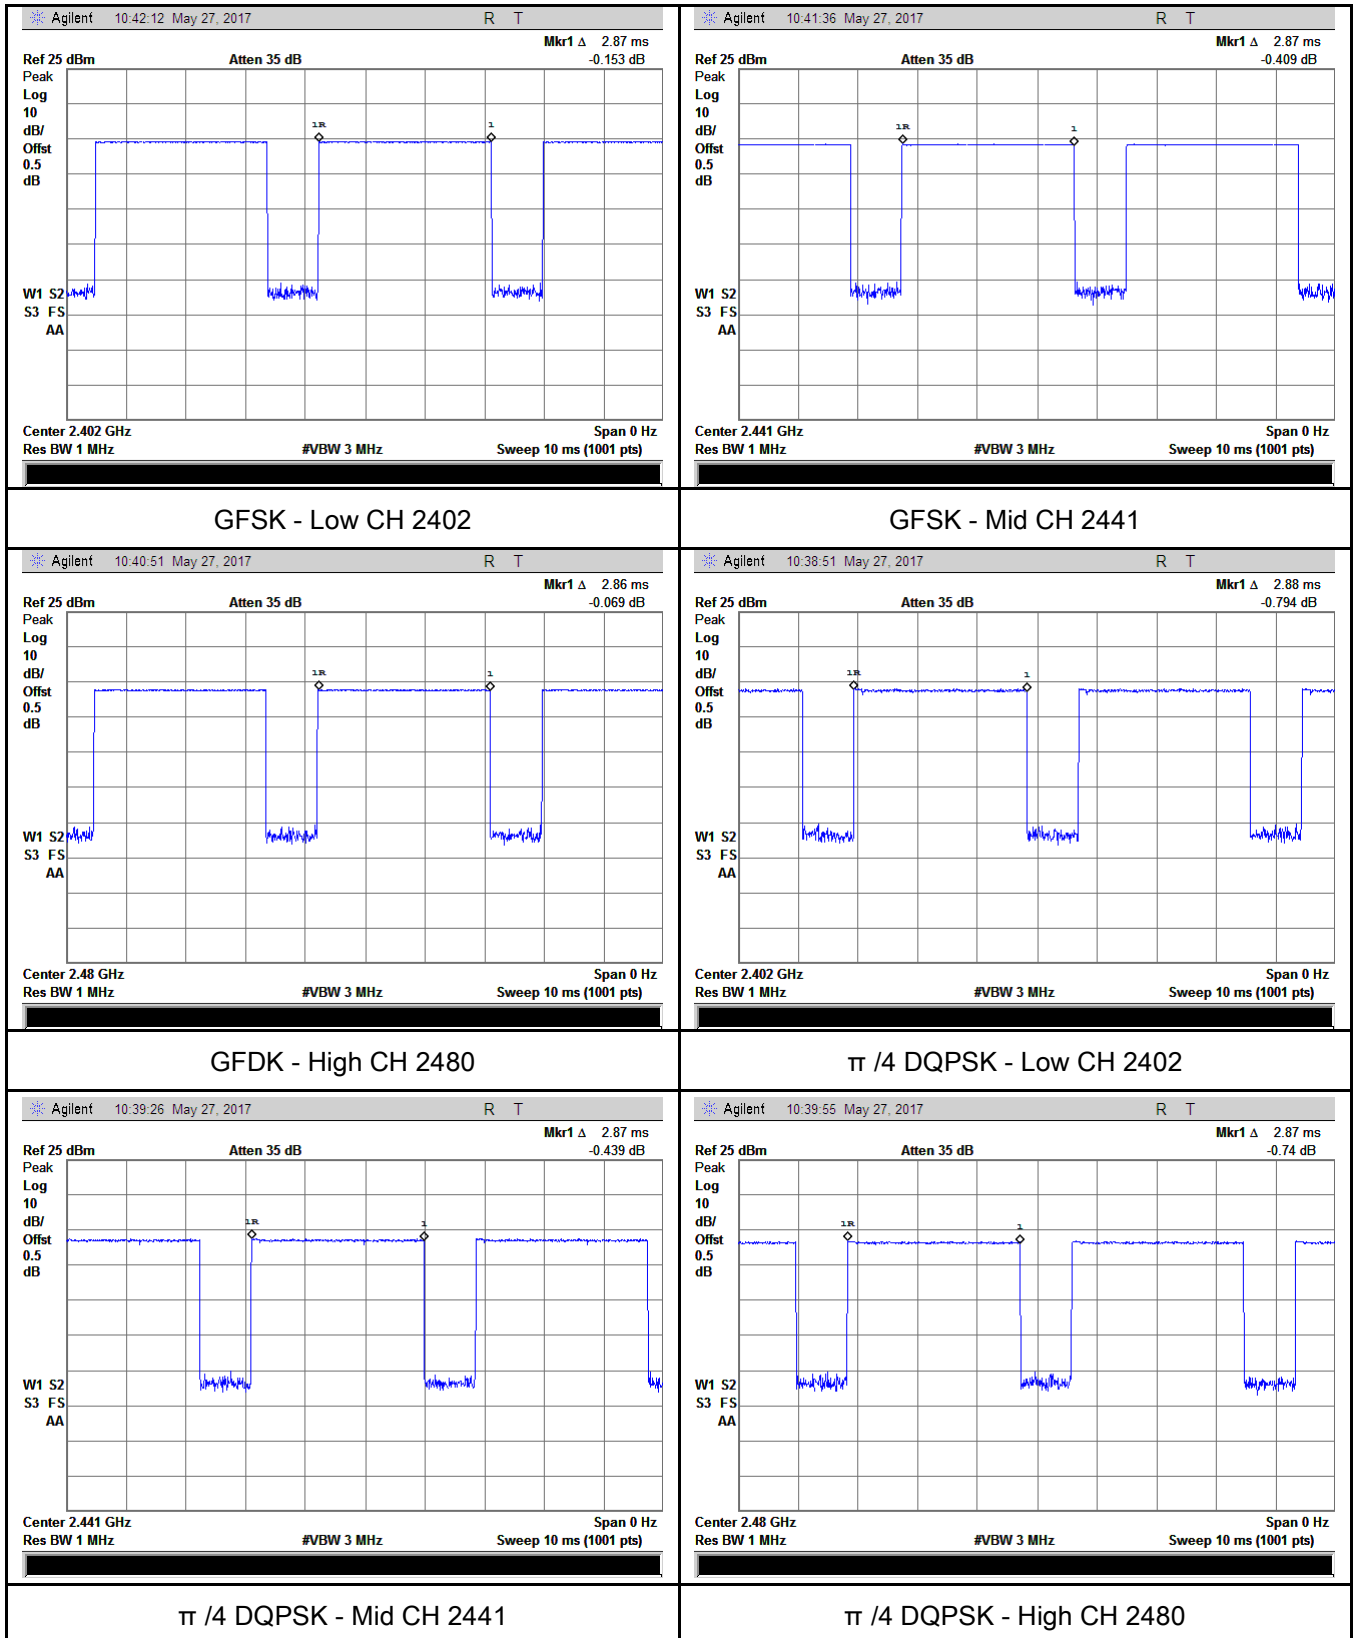 Agilent 10:42:12 May 27, 2017 R T
Mkr1 Δ 2.87 ms
Ref 25 dBm Atten 35 dB -0.153 dB
Peak
Log
10
dB/
Offst
0.5
dB
1R 1
W1 S2
S3 FS
AA
Center 2.402 GHz Span 0 Hz
Res BW 1 MHz #VBW 3 MHz Sweep 10 ms (1001 pts)
GFSK - Low CH 2402
Agilent 10:41:36 May 27, 2017 R T
Mkr1 Δ 2.87 ms
Ref 25 dBm Atten 35 dB -0.409 dB
Peak
Log
10
dB/
Offst
0.5
dB
1R 1
W1 S2
S3 FS
AA
Center 2.441 GHz Span 0 Hz
Res BW 1 MHz #VBW 3 MHz Sweep 10 ms (1001 pts)
GFSK - Mid CH 2441
Agilent 10:40:51 May 27, 2017 R T
Mkr1 Δ 2.86 ms
Ref 25 dBm Atten 35 dB -0.069 dB
Peak
Log
10
dB/
Offst
0.5
dB
1R 1
W1 S2
S3 FS
AA
Center 2.48 GHz Span 0 Hz
Res BW 1 MHz #VBW 3 MHz Sweep 10 ms (1001 pts)
GFDK - High CH 2480
Agilent 10:38:51 May 27, 2017 R T
Mkr1 Δ 2.88 ms
Ref 25 dBm Atten 35 dB -0.794 dB
Peak
Log
10
dB/
Offst
0.5
dB
1R 1
W1 S2
S3 FS
AA
Center 2.402 GHz Span 0 Hz
Res BW 1 MHz #VBW 3 MHz Sweep 10 ms (1001 pts)
π /4 DQPSK - Low CH 2402
Agilent 10:39:26 May 27, 2017 R T
Mkr1 Δ 2.87 ms
Ref 25 dBm Atten 35 dB -0.439 dB
Peak
Log
10
dB/
Offst
0.5
dB
1R 1
W1 S2
S3 FS
AA
Center 2.441 GHz Span 0 Hz
Res BW 1 MHz #VBW 3 MHz Sweep 10 ms (1001 pts)
π /4 DQPSK - Mid CH 2441
Agilent 10:39:55 May 27, 2017 R T
Mkr1 Δ 2.87 ms
Ref 25 dBm Atten 35 dB -0.74 dB
Peak
Log
10
dB/
Offst
0.5
dB
1R 1
W1 S2
S3 FS
AA
Center 2.48 GHz Span 0 Hz
Res BW 1 MHz #VBW 3 MHz Sweep 10 ms (1001 pts)
π /4 DQPSK - High CH 2480